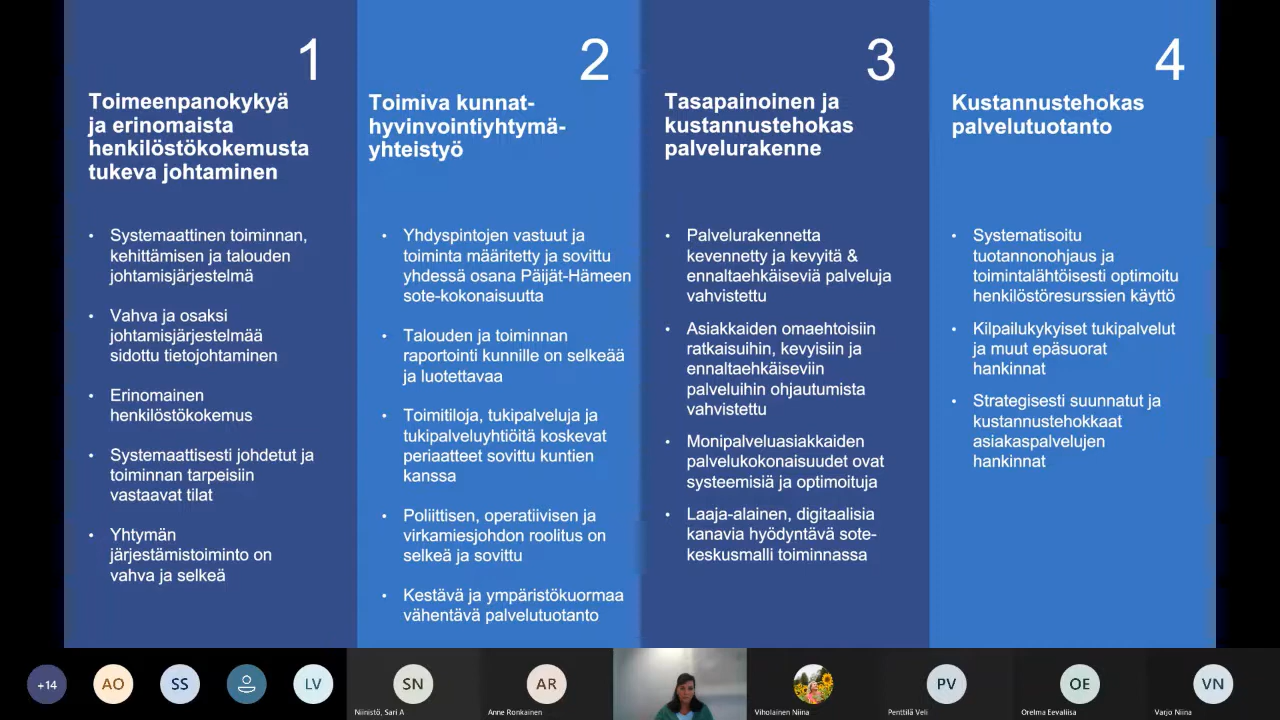 1
Toimeenpanokykyä
ja erinomaista
henkilöstökokemusta
tukeva johtaminen
• Systemaattinen toiminnan,
kehittämisen ja talouden
johtamisjärjestelmä
• Vahva ja osaksi
johtamisjärjestelmää
sidottu tietojohtaminen
• Erinomainen
henkilöstökokemus
• Systemaattisesti johdetut ja
toiminnan tarpeisiin
vastaavat tilat
• Yhtymän
järjestämistoiminto on
vahva ja selkeä
2
Toimiva kunnat-
hyvinvointiyhtymä-
yhteistyö
• Yhdyspintojen vastuut ja
toiminta määritetty ja sovittu
yhdessä osana Päijät-Hämeen
sote-kokonaisuutta
• Talouden ja toiminnan
raportointi kunnille on selkeää
ja luotettavaa
• Toimitiloja, tukipalveluja ja
tukipalveluyhtiöitä koskevat
periaatteet sovittu kuntien
kanssa
• Poliittisen, operatiivisen ja
virkamiesjohdon roolitus on
selkeä ja sovittu
• Kestävä ja ympäristökuormaa
vähentävä palvelutuotanto
3
Tasapainoinen ja
kustannustehokas
palvelurakenne
• Palvelurakennetta
kevennetty ja kevyitä &
ennaltaehkäiseviä palveluja
vahvistettu
• Asiakkaiden omaehtoisiin
ratkaisuihin, kevyisiin ja
ennaltaehkäiseviin
palveluihin ohjautumista
vahvistettu
• Monipalveluasiakkaiden
palvelukokonaisuudet ovat
systeemisiä ja optimoituja
• Laaja-alainen, digitaalisia
kanavia hyödyntävä sote-
keskusmalli toiminnassa
4
Kustannustehokas
palvelutuotanto
• Systematisoitu
tuotannonohjaus ja
toimintalähtöisesti optimoitu
henkilöstöresurssien käyttö
• Kilpailukykyiset tukipalvelut
ja muut epäsuorat
hankinnat
• Strategisesti suunnatut ja
kustannustehokkaat
asiakaspalvelujen
hankinnat
+14
AO
SS
LV
SN
Niinistö, Sari A
AR
Anne Ronkainen
Viholainen Niina
PV
Penttilä Veli
OE
Orelma Eevaliisa
VN
Varjo Niina